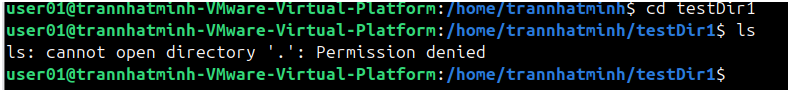 user01@trannhatminh-VMware-Virtual-Platform:/home/trannhatminh$ cd testDir1
user01@trannhatminh-VMware-Virtual-Platform:/home/trannhatminh/testDir1$ ls
ls: cannot open directory '.': Permission denied
user01@trannhatminh-VMware-Virtual-Platform:/home/trannhatminh/testDir1$